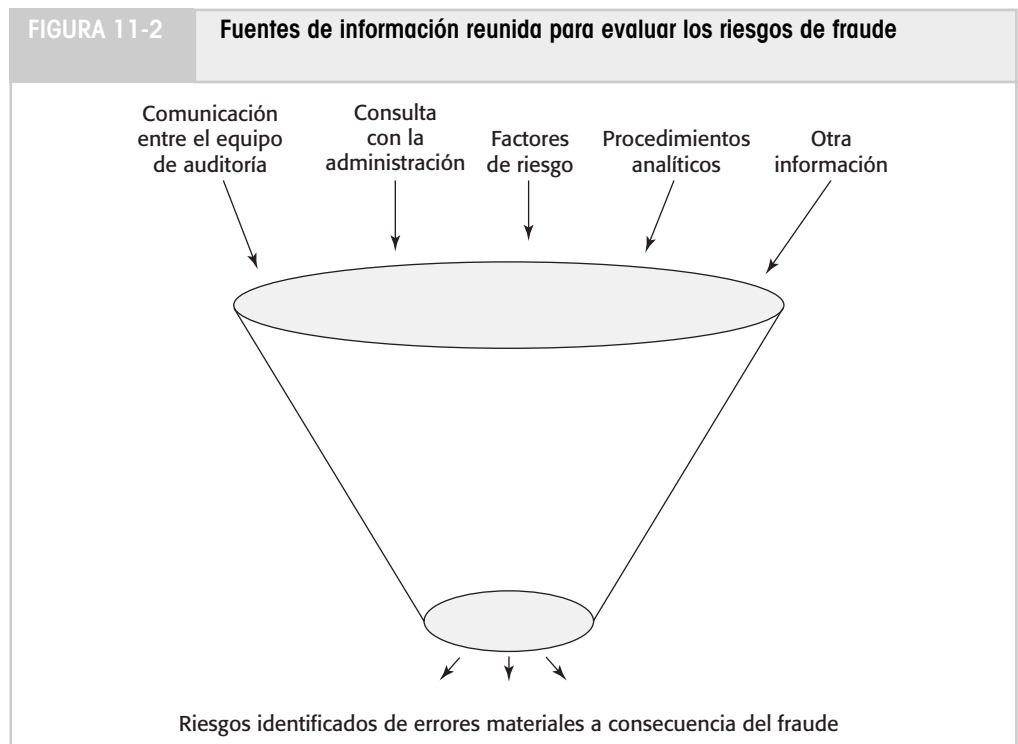 FIGURA 11-2
Fuentes de información reunida para evaluar los riesgos de fraude
Comunicación
entre el equipo
de auditoría
Consulta
con la
administración
Factores
de riesgo
Procedimientos
analíticos
Otra
información
Riesgos identificados de errores materiales a consecuencia del fraude